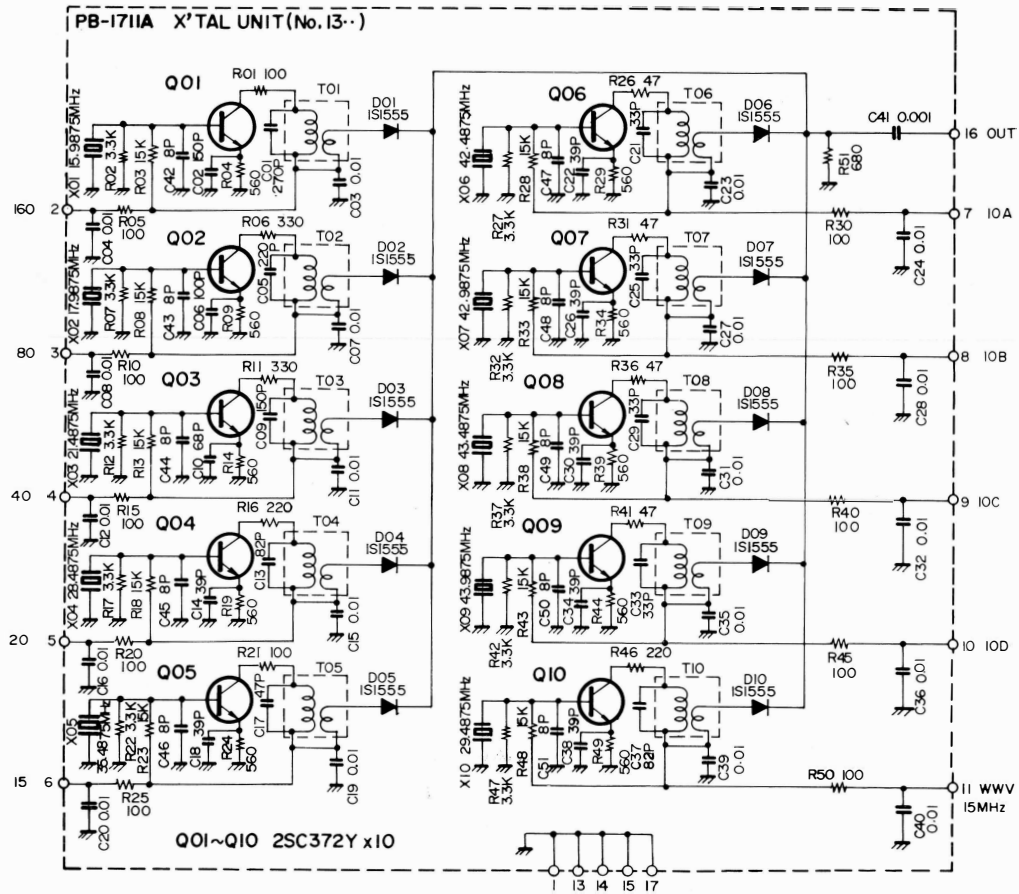 PB-1711A X'TAL UNIT (No.13··)
Q01
R01 100
T01
D01
1S1555
X01 15.9875MHz
R02 3.3K
R03 15K
C42 8P
C02 150P
R04
560
C01
270P
C03 0.01
160 2
R05
100
C04 0.01
Q02
R06 330
T02
D02
1S1555
X02 17.9875MHz
R07 3.3K
R08 15K
C43 8P
C06 100P
R09
560
C05 220P
C07 0.01
80 3
R10
100
C08 0.01
Q03
R11 330
T03
D03
1S1555
X03 21.4875MHz
R12 3.3K
R13 15K
C44 8P
C10 68P
R14
560
C09 150P
C11 0.01
40 4
R15
100
C12 0.01
Q04
R16 220
T04
D04
1S1555
X04 28.4875MHz
R17 3.3K
R18 15K
C45 8P
C14 39P
R19
560
C13 82P
C15 0.01
20 5
R20
100
C16 0.01
Q05
R21 100
T05
D05
1S1555
X05
35.4875MHz
R22 3.3K
R23 15K
C46 8P
C18 39P
R24
560
C17 47P
C19 0.01
15 6
R25
100
C20 0.01
Q01~Q10 2SC372Y x10
Q06
R26 47
T06
D06
1S1555
X06 42.4875MHz
R27
3.3K
R28 15K
C47 8P
C22 39P
R29
560
C21 33P
C23
0.01
C41 0.001
16 OUT
R51
680
R30
100
7 10A
C24 0.01
Q07
R31 47
T07
D07
1S1555
X07 42.9875MHz
R32
3.3K
R33 15K
C48 8P
C26 39P
R34
560
C25 33P
C27
0.01
R35
100
8 10B
C28 0.01
Q08
R36 47
T08
D08
1S1555
X08 43.4875MHz
R37
3.3K
R38 15K
C49 8P
C30 39P
R39
560
C29 33P
C31
0.01
R40
100
9 10C
C32 0.01
Q09
R41 47
T09
D09
1S1555
X09 43.9875MHz
R42
3.3K
R43 15K
C50 8P
C34 39P
R44
560
C33
33P
C35
0.01
R45
100
10 10D
C36 0.01
Q10
R46 220
T10
D10
1S1555
X10 29.4875MHz
R47
3.3K
R48 15K
C51 8P
C38 39P
R49
560
C37
82P
C39
0.01
R50 100
11 WWV
15MHz
C40
0.01
1 13 14 15 17